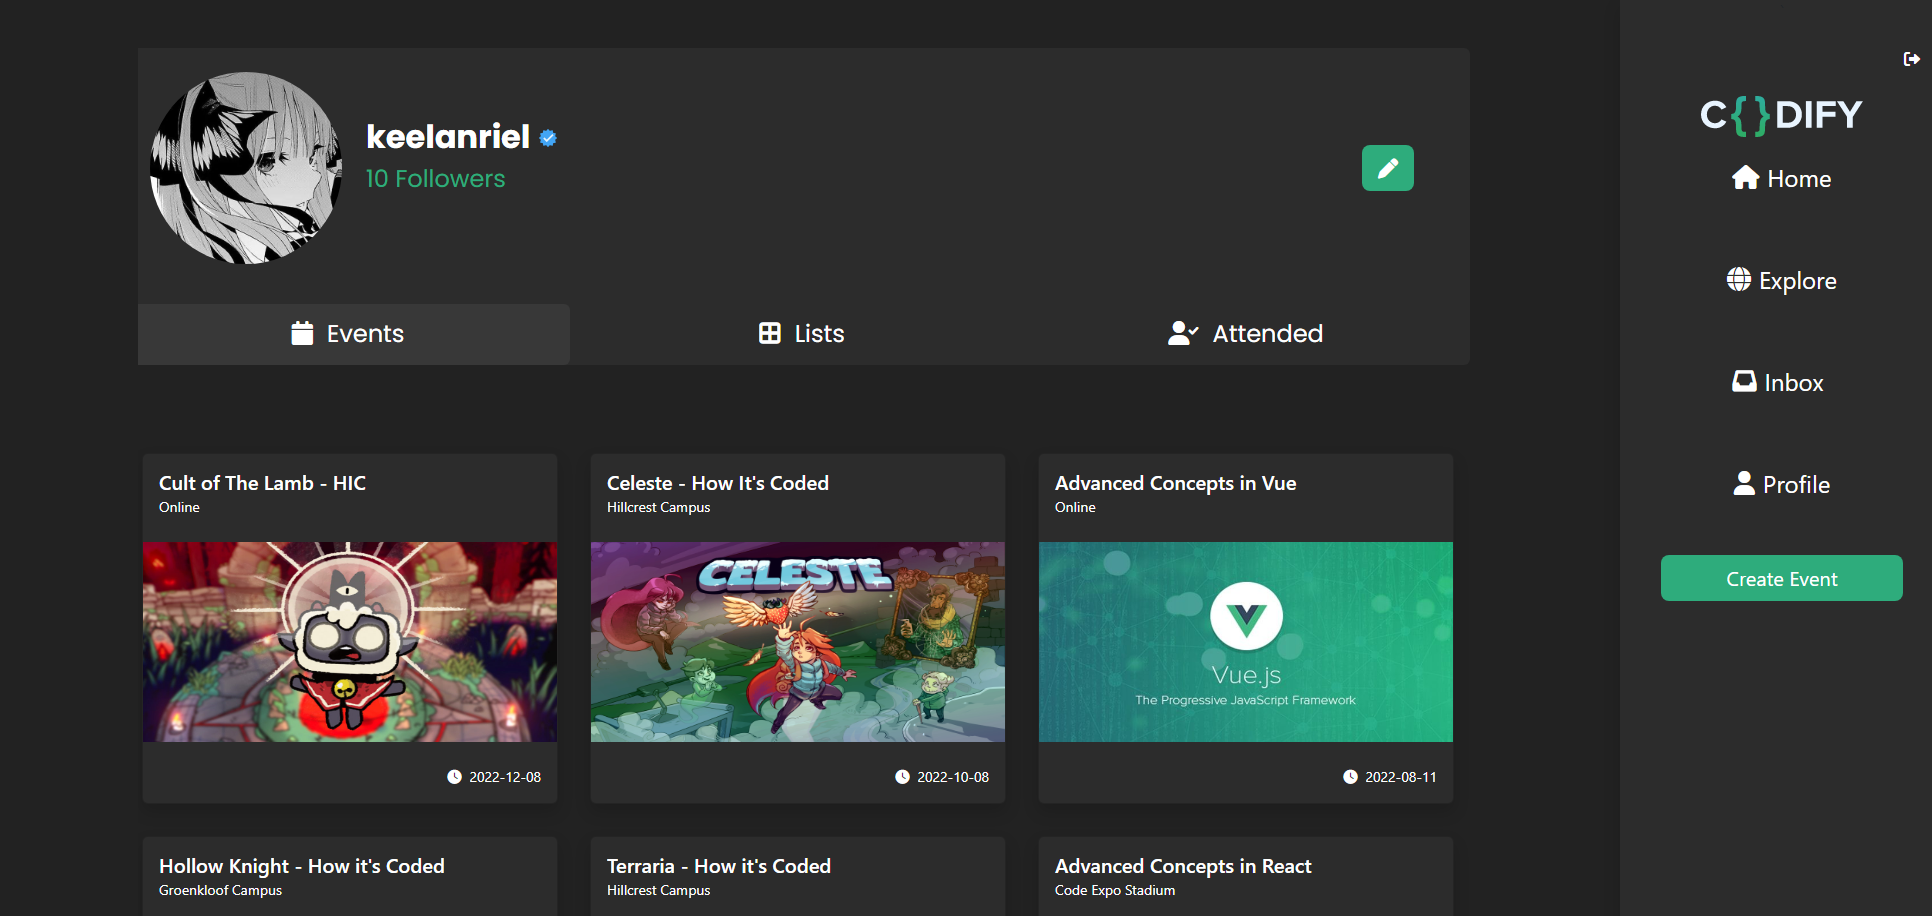 keelanriel
10 Followers
Events
Lists
Attended
Cult of The Lamb - HIC
Online
2022-12-08
Celeste - How It's Coded
Hillcrest Campus
CELESTE
2022-10-08
Advanced Concepts in Vue
Online
Vue.js
The Progressive JavaScript Framework
2022-08-11
Hollow Knight - How it's Coded
Groenkloof Campus
Terraria - How it's Coded
Hillcrest Campus
Advanced Concepts in React
Code Expo Stadium
C{}DIFY
Home
Explore
Inbox
Profile
Create Event